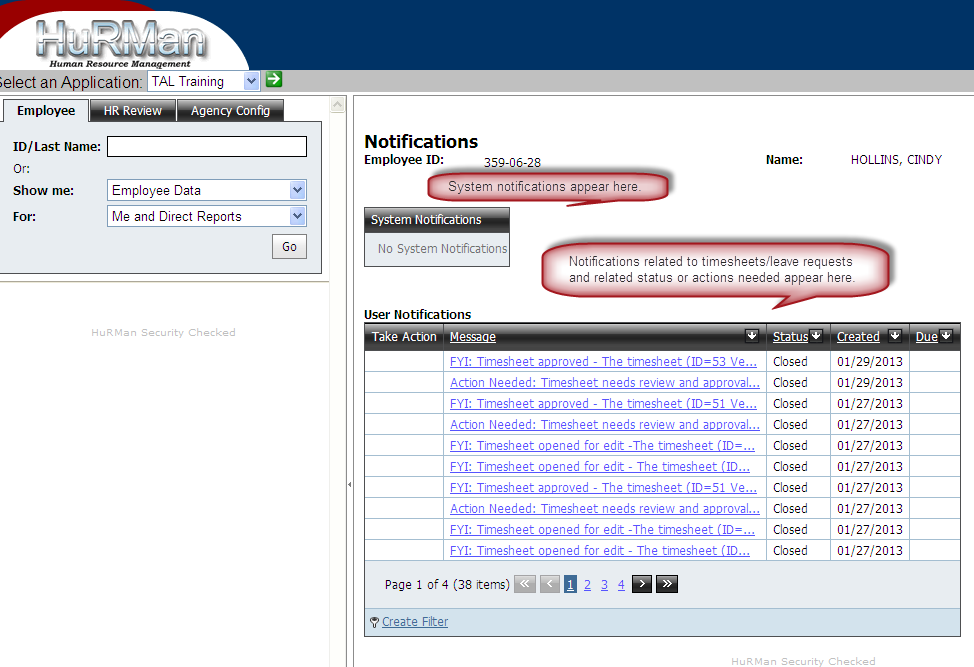 HuRMan
Human Resource Management
Select an Application: TAL Training
Employee HR Review Agency Config
ID/Last Name:
Or:
Show me: Employee Data
For: Me and Direct Reports
Go
HuRMan Security Checked
Notifications
Employee ID: 359-06-28 Name: HOLLINS, CINDY
System notifications appear here.
System Notifications
No System Notifications
Notifications related to timesheets/leave requests
and related status or actions needed appear here.
User Notifications
Take Action Message Status Created Due
FYI: Timesheet approved - The timesheet (ID=53 Ve... Closed 01/29/2013
Action Needed: Timesheet needs review and approval... Closed 01/29/2013
FYI: Timesheet approved - The timesheet (ID=51 Ve... Closed 01/27/2013
Action Needed: Timesheet needs review and approval... Closed 01/27/2013
FYI: Timesheet opened for edit -The timesheet (ID=... Closed 01/27/2013
FYI: Timesheet opened for edit - The timesheet (ID... Closed 01/27/2013
FYI: Timesheet approved - The timesheet (ID=51 Ve... Closed 01/27/2013
Action Needed: Timesheet needs review and approval... Closed 01/27/2013
FYI: Timesheet opened for edit -The timesheet (ID=... Closed 01/27/2013
FYI: Timesheet opened for edit - The timesheet (ID... Closed 01/27/2013
Page 1 of 4 (38 items) « < 1 2 3 4 > »
Create Filter
HuRMan Security Checked